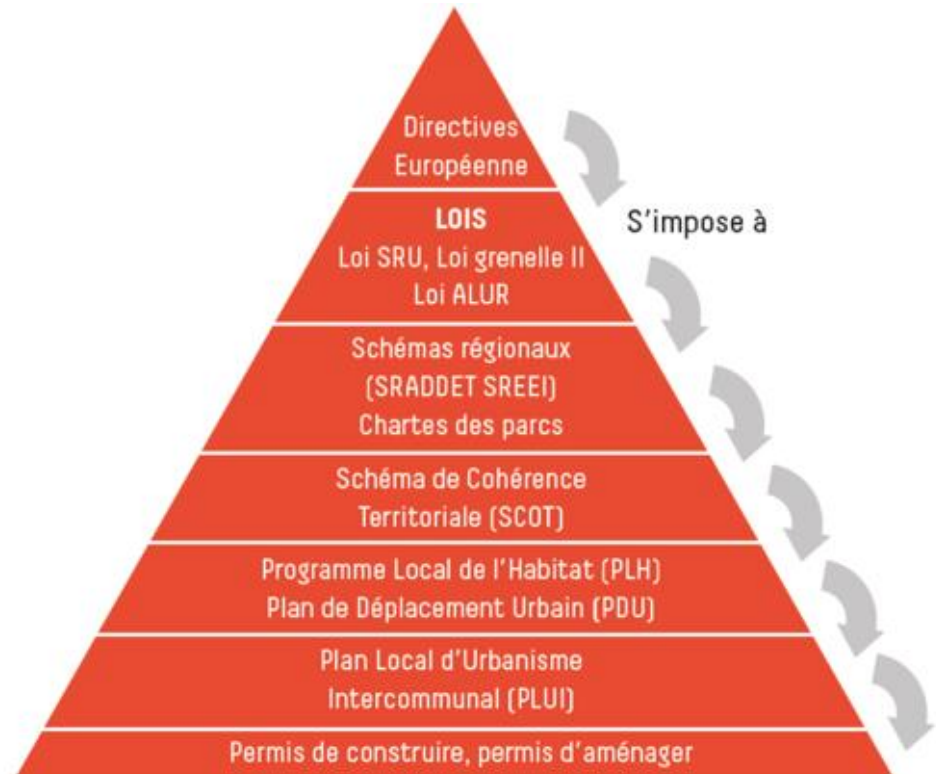 Directives
Européenne
S'impose à
LOIS
Loi SRU, Loi grenelle II
Loi ALUR
Schémas régionaux
(SRADDET SREEI)
Chartes des parcs
Schéma de Cohérence
Territoriale (SCOT)
Programme Local de l'Habitat (PLH)
Plan de Déplacement Urbain (PDU)
Plan Local d'Urbanisme
Intercommunal (PLUI)
Permis de construire, permis d'aménager